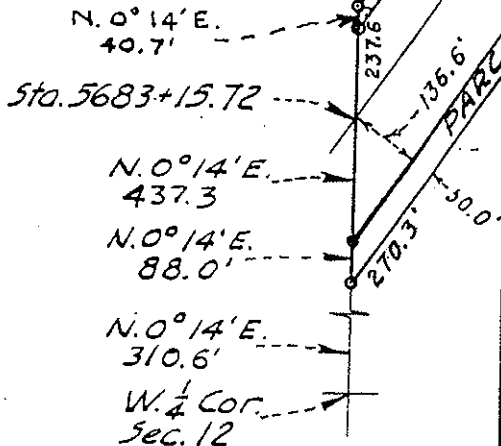 N. 0° 14' E.
40.7'
237.6
Sta. 5683+15.72
136.6'
PARC
N. 0° 14' E.
437.3
50.0'
N. 0° 14' E.
88.0'
270.3'
N. 0° 14' E.
310.6'
W. 1/4 Cor.
Sec. 12